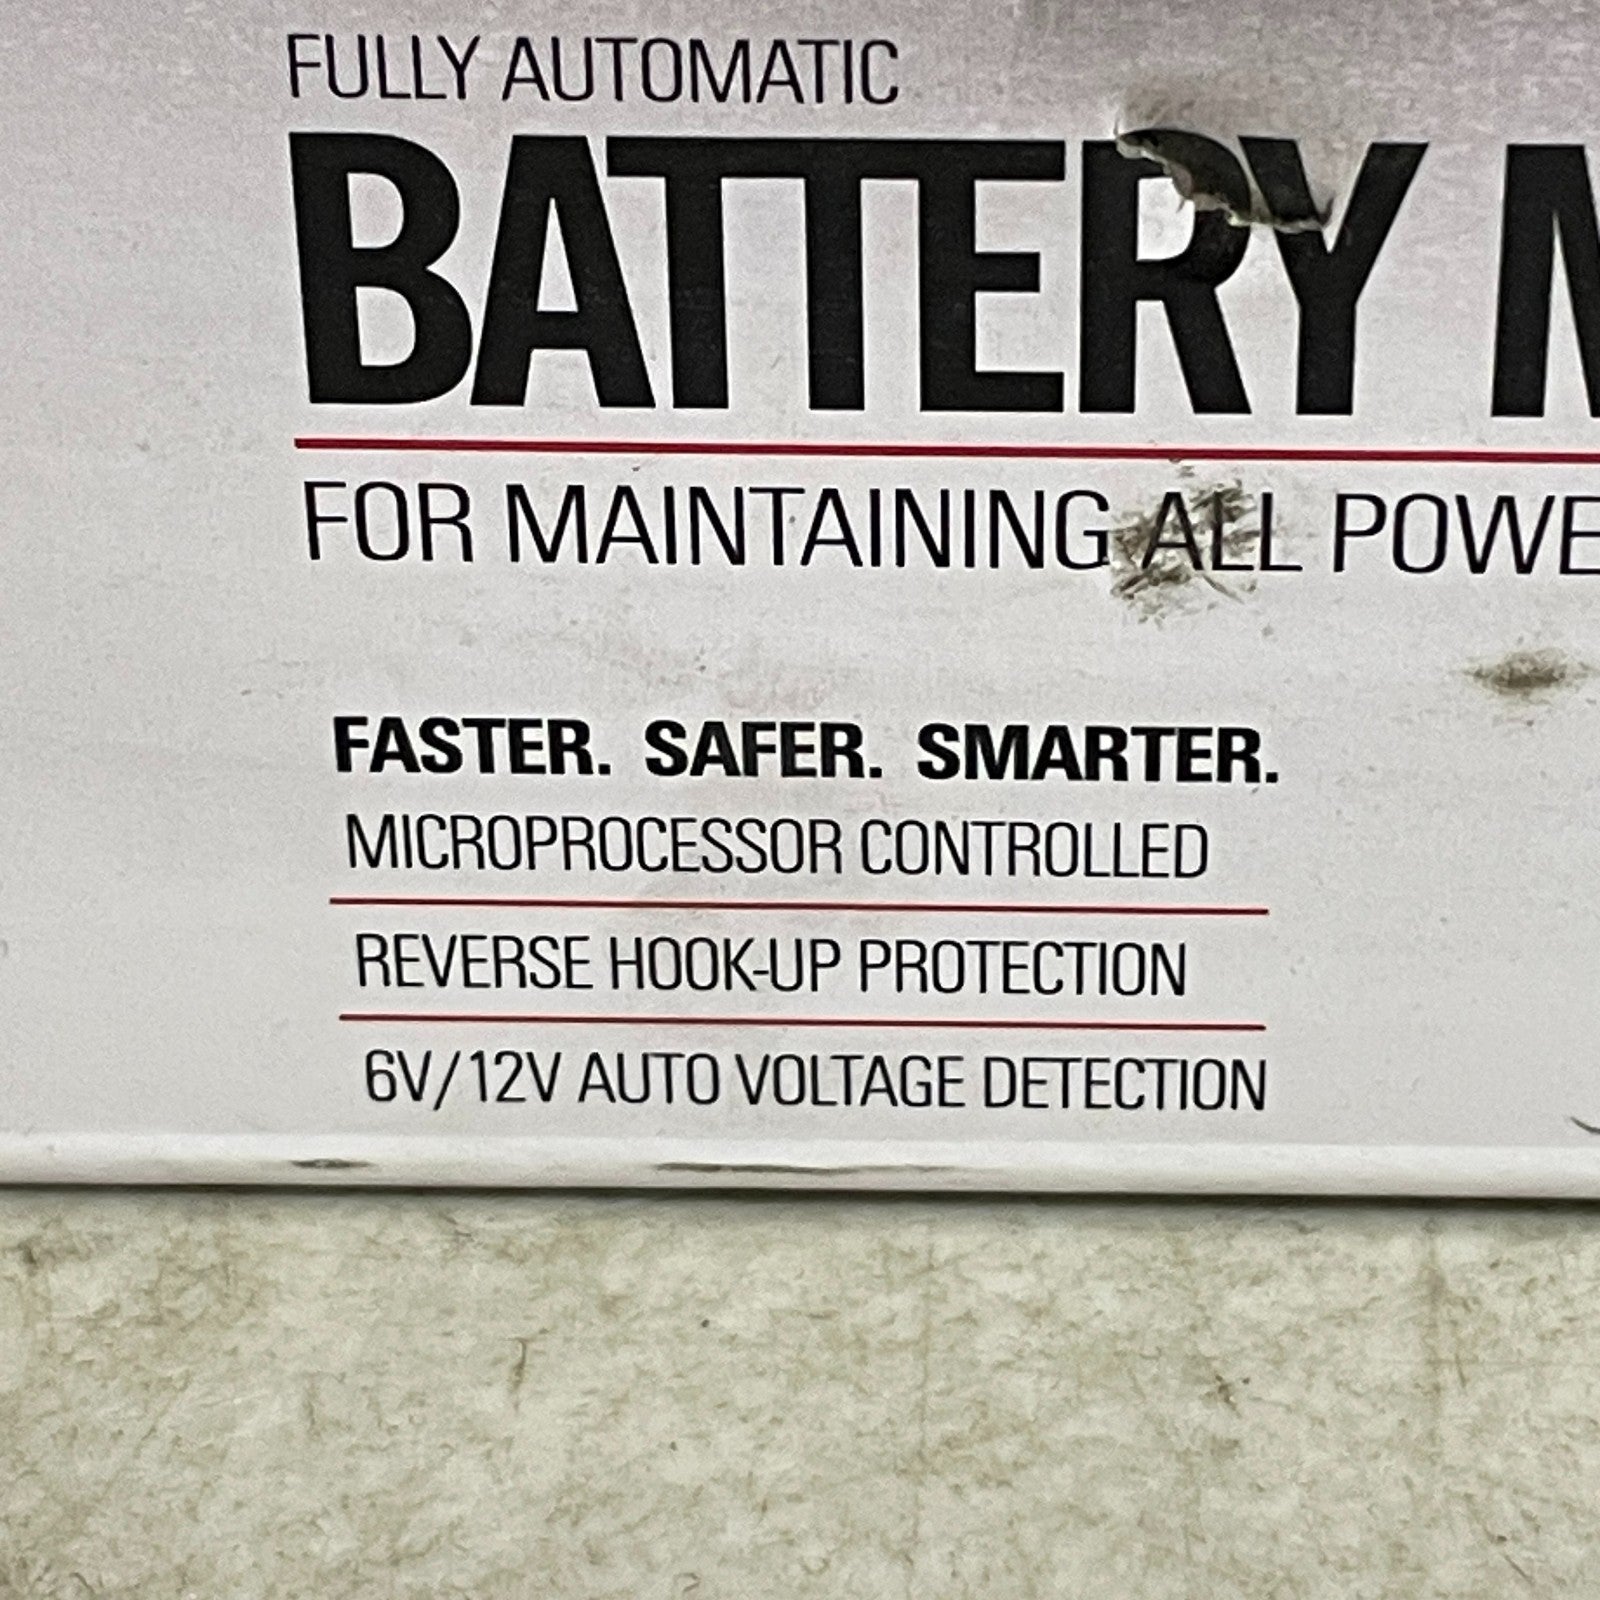 FULLY AUTOMATIC
BATTERY
FOR MAINTAINING ALL
FASTER. SAFER. SMARTER.
MICROPROCESSOR CONTROLLED
REVERSE HOOK-UP PROTECTION
6V/12V AUTO VOLTAGE DETECTION